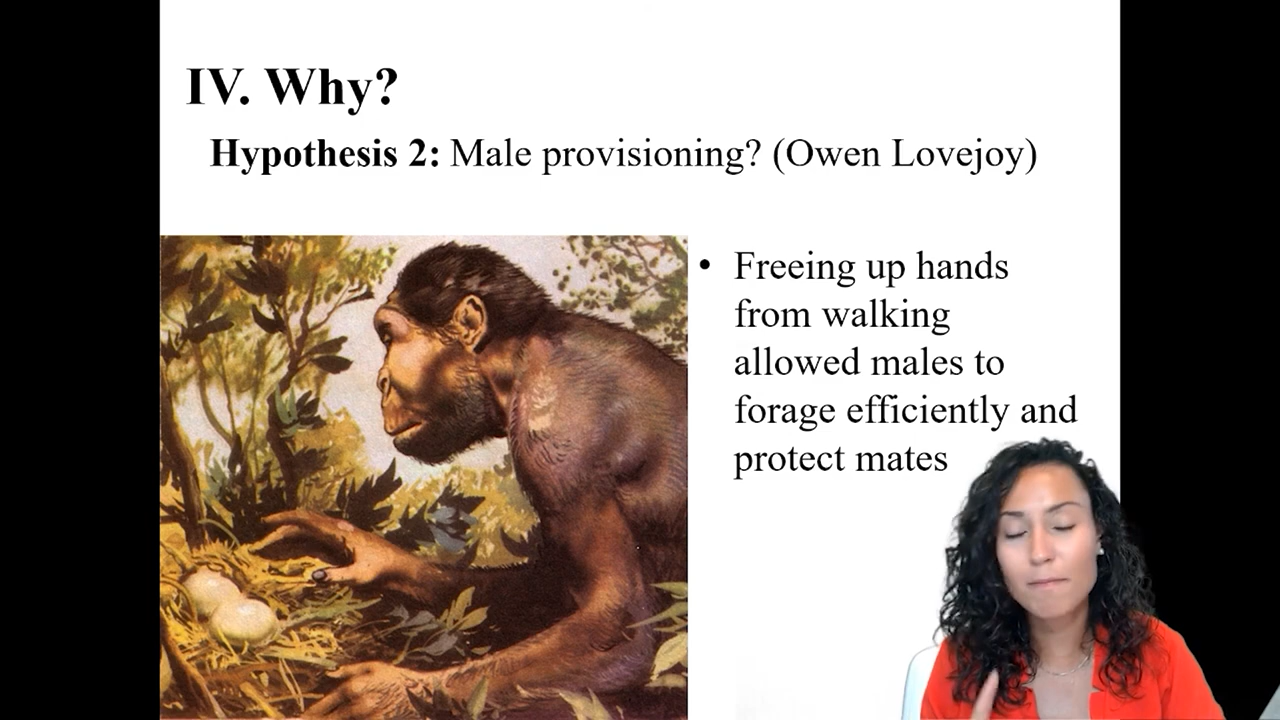 IV. Why?
Hypothesis 2: Male provisioning? (Owen Lovejoy)
• Freeing up hands
from walking
allowed males to
forage efficiently and
protect mates